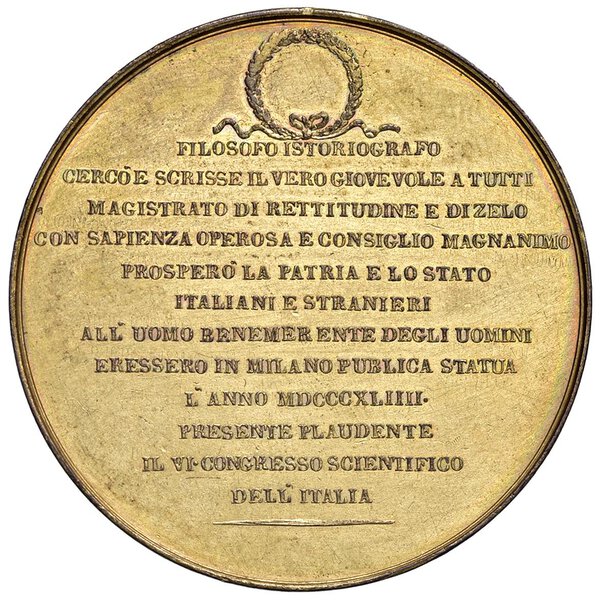 FILOSOFO ISTORIOGRAFO
CERCÒ E SCRISSE IL VERO GIOVEVOLE A TUTTI
MAGISTRATO DI RETTITUDINE E DI ZELO
CON SAPIENZA OPEROSA E CONSIGLIO MAGNANIMO
PROSPERO' LA PATRIA E LO STATO
ITALIANI E STRANIERI
ALL' UOMO BENEMERENTE DEGLI UOMINI
ERESSERO IN MILANO PUBLICA STATUA
L' ANNO MDCCCXLIIII.
PRESENTE PLAUDENTE
IL VI. CONGRESSO SCIENTIFICO
DELL' ITALIA